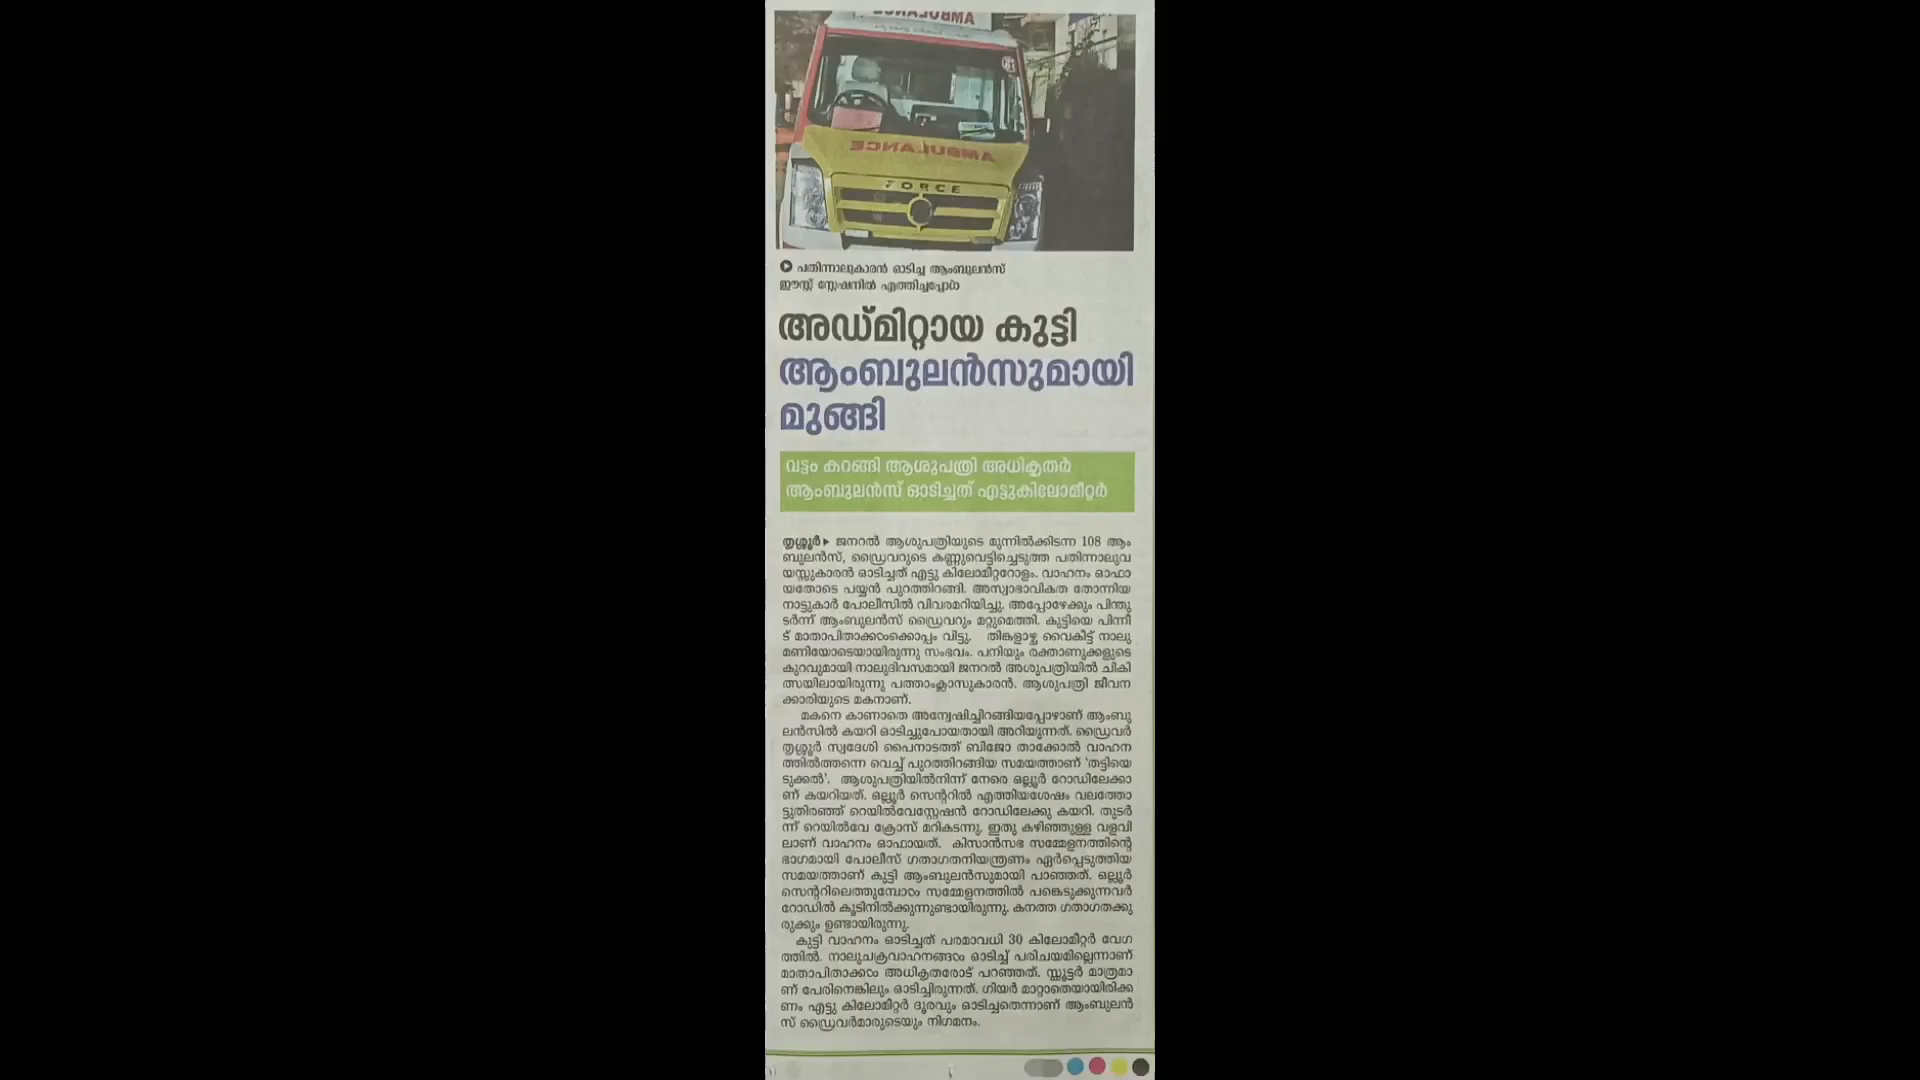 AMBULANCE
61
AMBULANCE
FORCE
പതിന്നാലുകാരൻ ഓടിച്ച ആംബുലൻസ്
ഈസ്റ്റ് സ്റ്റേഷനിൽ എത്തിച്ചപ്പോൾ
അഡ്മിറ്റായ കുട്ടി
ആംബുലൻസുമായി
മുങ്ങി
വട്ടം കറങ്ങി ആശുപത്രി അധികൃതർ
ആംബുലൻസ് ഓടിച്ചത് എട്ടുകിലോമീറ്റർ
തൃശ്ശൂർ ▸ ജനറൽ ആശുപത്രിയുടെ മുന്നിൽക്കിടന്ന 108 ആം
ബുലൻസ്, ഡ്രൈവറുടെ കണ്ണുവെട്ടിച്ചെടുത്ത പതിന്നാലുവ
യസ്സുകാരൻ ഓടിച്ചത് എട്ടു കിലോമീറ്ററോളം. വാഹനം ഓഫാ
യതോടെ പയ്യൻ പുറത്തിറങ്ങി. അസ്വാഭാവികത തോന്നിയ
നാട്ടുകാർ പോലീസിൽ വിവരമറിയിച്ചു. അപ്പോഴേക്കും പിന്തു
ടർന്ന് ആംബുലൻസ് ഡ്രൈവറും മറ്റുമെത്തി. കുട്ടിയെ പിന്നീ
ട് മാതാപിതാക്കൾക്കൊപ്പം വിട്ടു. തിങ്കളാഴ്ച വൈകീട്ട് നാലു
മണിയോടെയായിരുന്നു സംഭവം. പനിയും രക്താണുക്കളുടെ
കുറവുമായി നാലുദിവസമായി ജനറൽ അശുപത്രിയിൽ ചികി
ത്സയിലായിരുന്നു പത്താംക്ലാസുകാരൻ. ആശുപത്രി ജീവന
ക്കാരിയുടെ മകനാണ്.
മകനെ കാണാതെ അന്വേഷിച്ചിറങ്ങിയപ്പോഴാണ് ആംബു
ലൻസിൽ കയറി ഓടിച്ചുപോയതായി അറിയുന്നത്. ഡ്രൈവർ
തൃശ്ശൂർ സ്വദേശി പൈനാടത്ത് ബിജോ താക്കോൽ വാഹന
ത്തിൽത്തന്നെ വെച്ച് പുറത്തിറങ്ങിയ സമയത്താണ് 'തട്ടിയെ
ടുക്കൽ'. ആശുപത്രിയിൽനിന്ന് നേരെ ഒല്ലൂർ റോഡിലേക്കാ
ണ് കയറിയത്. ഒല്ലൂർ സെന്ററിൽ എത്തിയശേഷം വലത്തോ
ട്ടുതിരഞ്ഞ് റെയിൽവേസ്റ്റേഷൻ റോഡിലേക്കു കയറി. തുടർ
ന്ന് റെയിൽവേ ക്രോസ് മറികടന്നു. ഇതു കഴിഞ്ഞുള്ള വളവി
ലാണ് വാഹനം ഓഫായത്. കിസാൻസഭ സമ്മേളനത്തിന്റെ
ഭാഗമായി പോലീസ് ഗതാഗതനിയന്ത്രണം ഏർപ്പെടുത്തിയ
സമയത്താണ് കുട്ടി ആംബുലൻസുമായി പാഞ്ഞത്. ഒല്ലൂർ
സെന്ററിലെത്തുമ്പോൾ സമ്മേളനത്തിൽ പങ്കെടുക്കുന്നവർ
റോഡിൽ കൂടിനിൽക്കുന്നുണ്ടായിരുന്നു. കനത്ത ഗതാഗതക്കു
രുക്കും ഉണ്ടായിരുന്നു.
കുട്ടി വാഹനം ഓടിച്ചത് പരമാവധി 30 കിലോമീറ്റർ വേഗ
ത്തിൽ. നാലുചക്രവാഹനങ്ങൾ ഓടിച്ച് പരിചയമില്ലെന്നാണ്
മാതാപിതാക്കൾ അധികൃതരോട് പറഞ്ഞത്. സ്കൂട്ടർ മാത്രമാ
ണ് പേരിനെങ്കിലും ഓടിച്ചിരുന്നത്. ഗിയർ മാറ്റാതെയായിരിക്ക
ണം എട്ടു കിലോമീറ്റർ ദൂരവും ഓടിച്ചതെന്നാണ് ആംബുലൻ
സ് ഡ്രൈവർമാരുടെയും നിഗമനം.